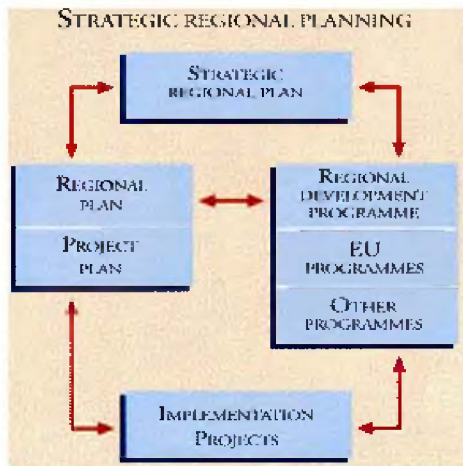 STRATEGIC REGIONAL PLANNING
STRATEGIC
REGIONAL PLAN
REGIONAL
PLAN
PROJECT
PLAN
REGIONAL
DEVELOPMENT
PROGRAMME
EU
PROGRAMMES
OTHER
PROGRAMMES
IMPLEMENTATION
PROJECTS